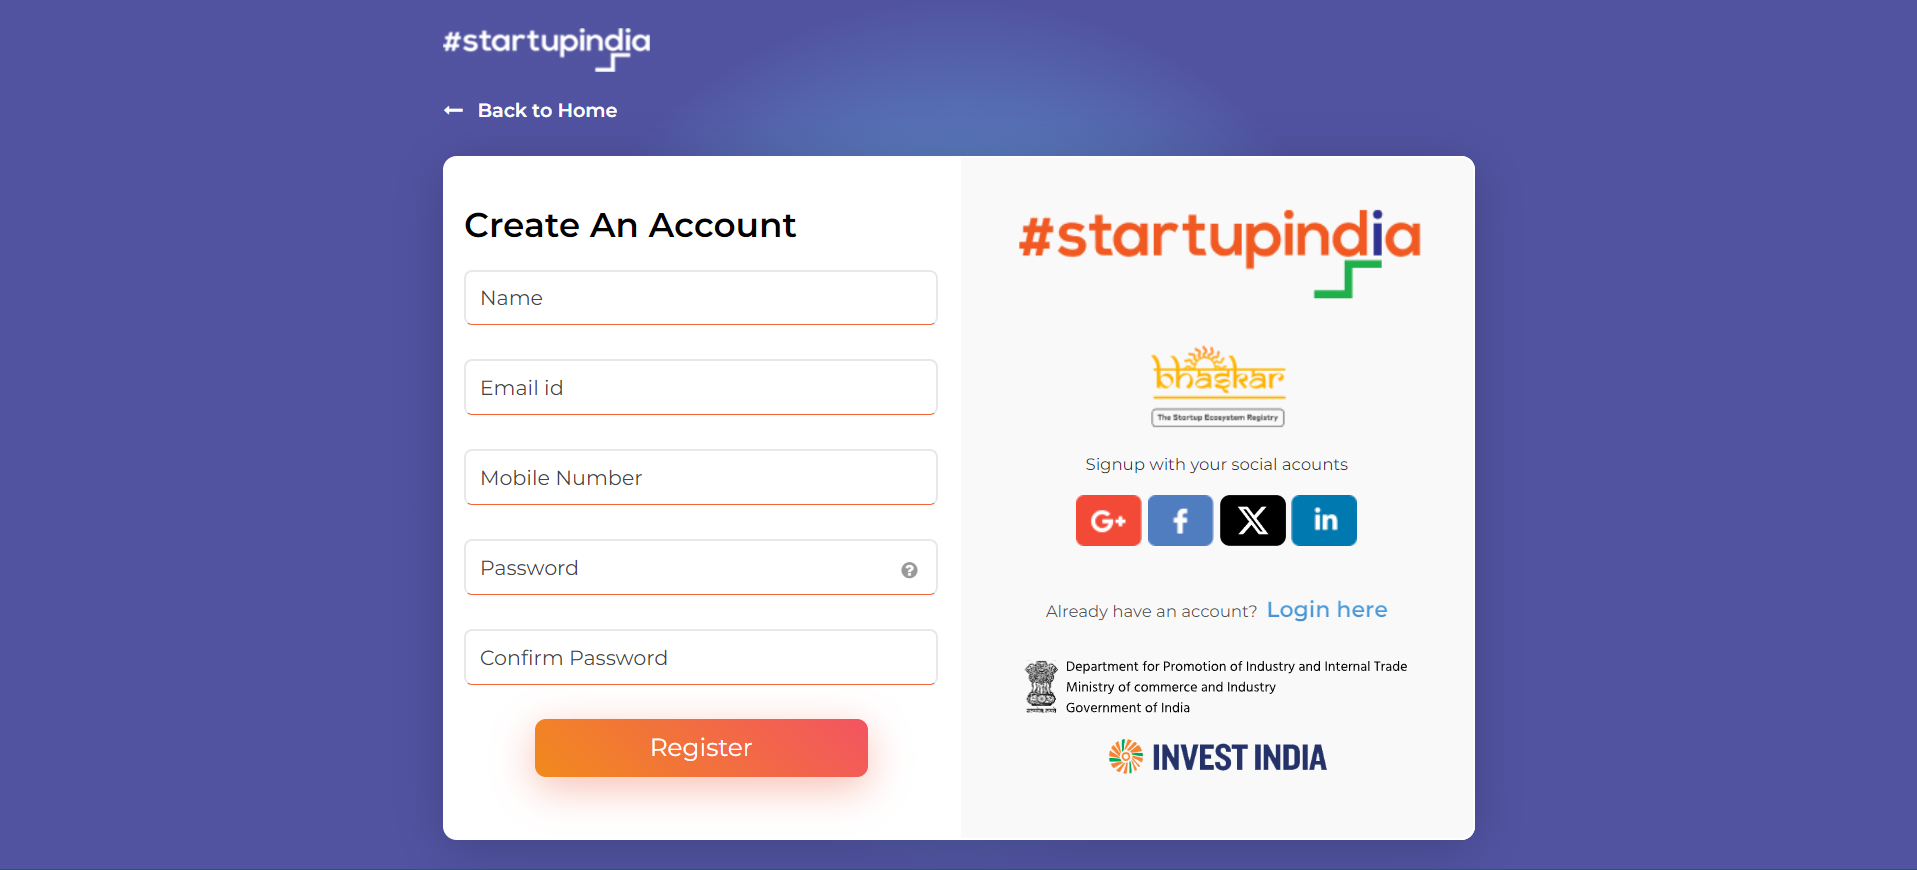 #startupindia
Back to Home
Create An Account
Name
Email id
Mobile Number
Password
Confirm Password
Register
#startupindia
bhaskar
The Startup Ecosystem Registry
Signup with your social acounts
G+ f X in
Already have an account? Login here
Department for Promotion of Industry and Internal Trade
Ministry of commerce and Industry
Government of India
INVEST INDIA